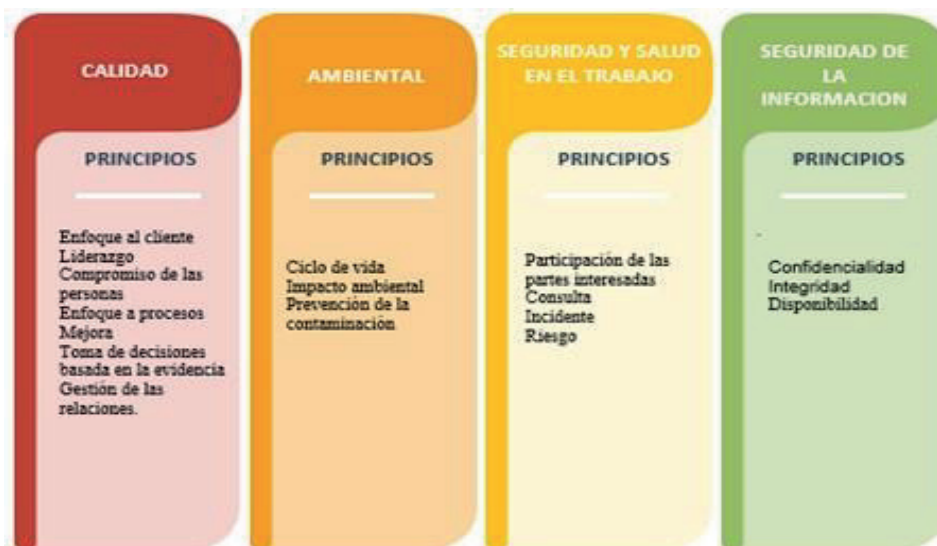 CALIDAD
PRINCIPIOS
Enfoque al cliente
Liderazgo
Compromiso de las
personas
Enfoque a procesos
Mejora
Toma de decisiones
basada en la evidencia
Gestión de las
relaciones.
AMBIENTAL
PRINCIPIOS
Ciclo de vida
Impacto ambiental
Prevención de la
contaminación
SEGURIDAD Y SALUD
EN EL TRABAJO
PRINCIPIOS
Participación de las
partes interesadas
Consulta
Incidente
Riesgo
SEGURIDAD DE
LA
INFORMACION
PRINCIPIOS
Confidencialidad
Integridad
Disponibilidad